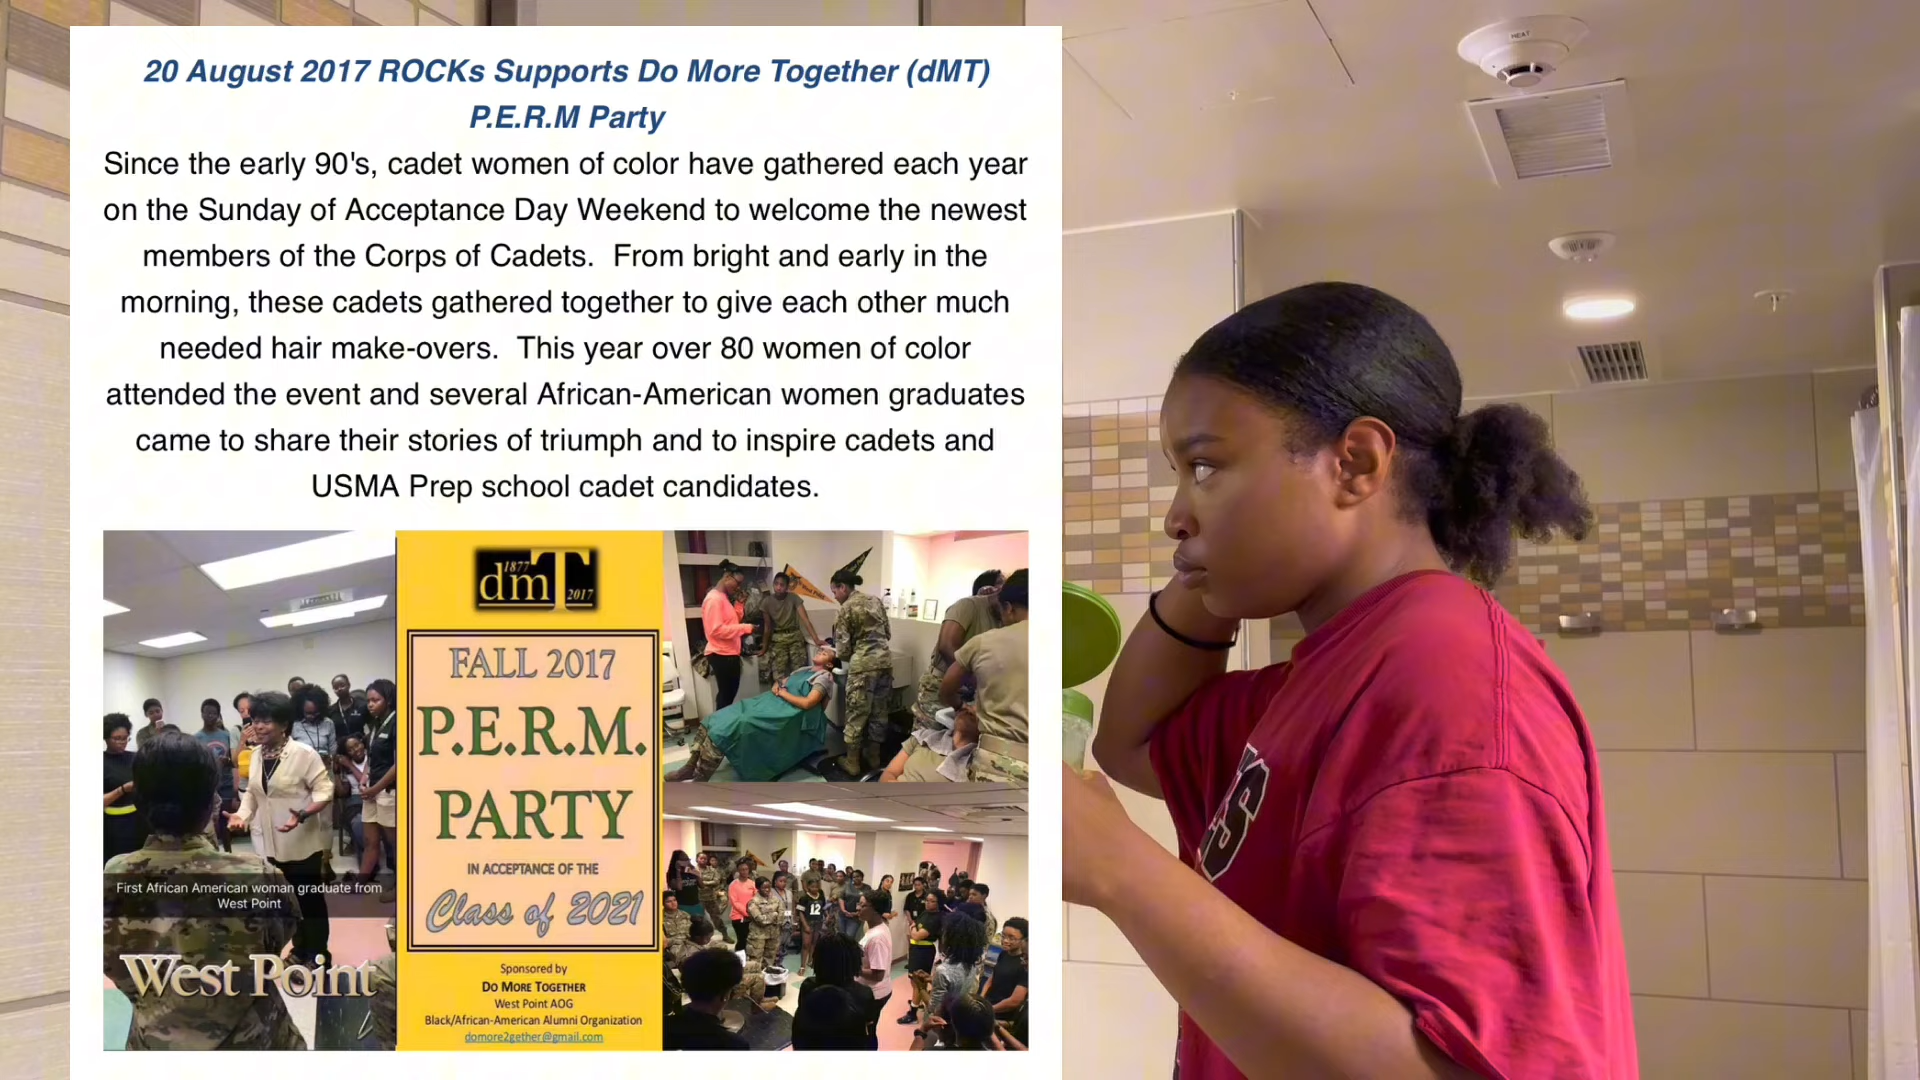 20 August 2017 ROCKs Supports Do More Together (dMT)
P.E.R.M Party
Since the early 90's, cadet women of color have gathered each year
on the Sunday of Acceptance Day Weekend to welcome the newest
members of the Corps of Cadets.  From bright and early in the
morning, these cadets gathered together to give each other much
needed hair make-overs.  This year over 80 women of color
attended the event and several African-American women graduates
came to share their stories of triumph and to inspire cadets and
USMA Prep school cadet candidates.
First African American woman graduate from
West Point
West Point
1877
dmT
2017
FALL 2017
P.E.R.M.
PARTY
IN ACCEPTANCE OF THE
Class of 2021
Sponsored by
DO MORE TOGETHER
West Point AOG
Black/African-American Alumni Organization
domore2gether@gmail.com
12
HEAT